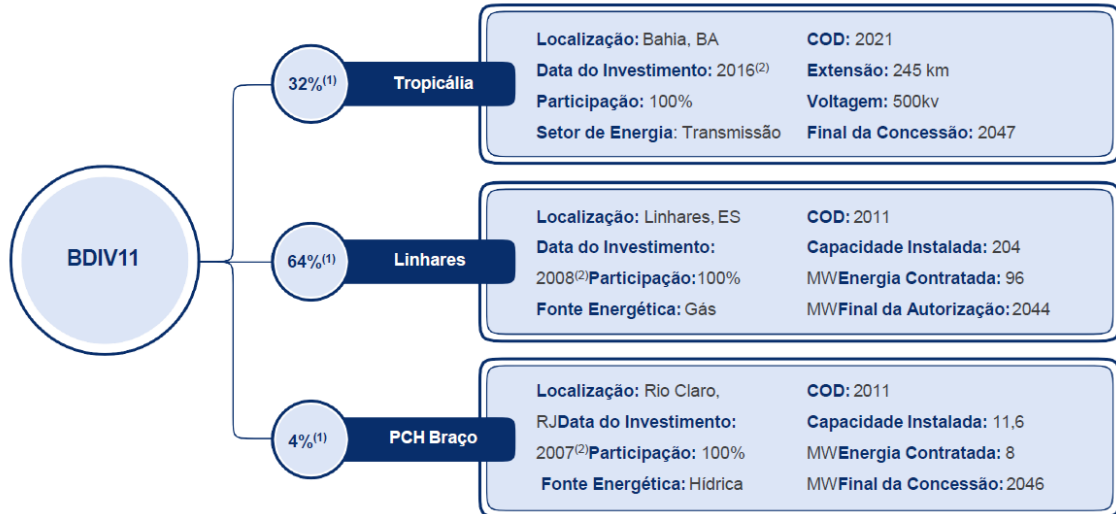 BDIV11
32%(1)
Tropicália
Localização: Bahia, BA
Data do Investimento: 2016(2)
Participação: 100%
Setor de Energia: Transmissão
COD: 2021
Extensão: 245 km
Voltagem: 500kv
Final da Concessão: 2047
64%(1)
Linhares
Localização: Linhares, ES
Data do Investimento:
2008(2)Participação:100%
Fonte Energética: Gás
COD: 2011
Capacidade Instalada: 204
MWEnergia Contratada: 96
MWFinal da Autorização: 2044
4%(1)
PCH Braço
Localização: Rio Claro,
RJData do Investimento:
2007(2)Participação: 100%
Fonte Energética: Hídrica
COD: 2011
Capacidade Instalada: 11,6
MWEnergia Contratada: 8
MWFinal da Concessão: 2046